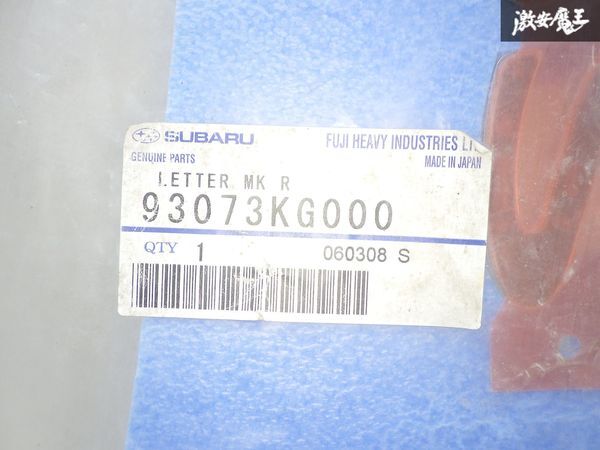 激安魔王
SUBARU
FUJI HEAVY INDUSTRIES LT
GENUINE PARTS
MADE IN JAPAN
LETTER MK R
93073KG000
QTY 1
060308 S